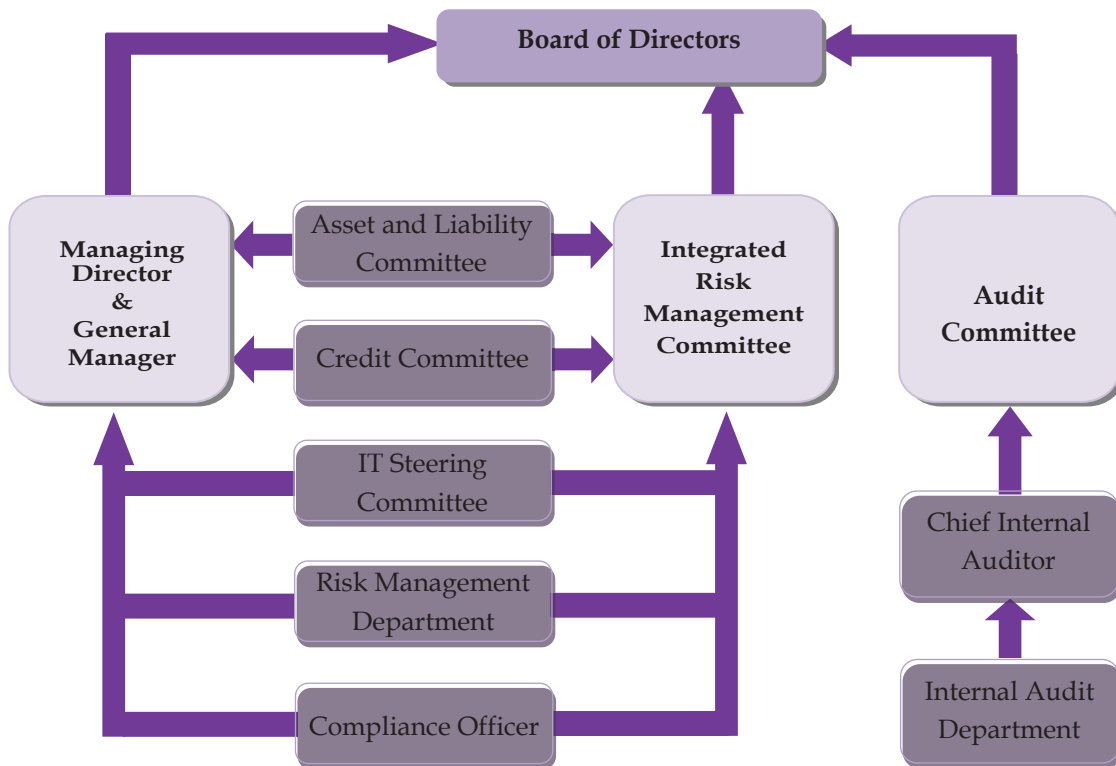 Board of Directors
Managing
Director
&
General
Manager
Asset and Liability
Committee
Credit Committee
Integrated
Risk
Management
Committee
Audit
Committee
IT Steering
Committee
Risk Management
Department
Compliance Officer
Chief Internal
Auditor
Internal Audit
Department